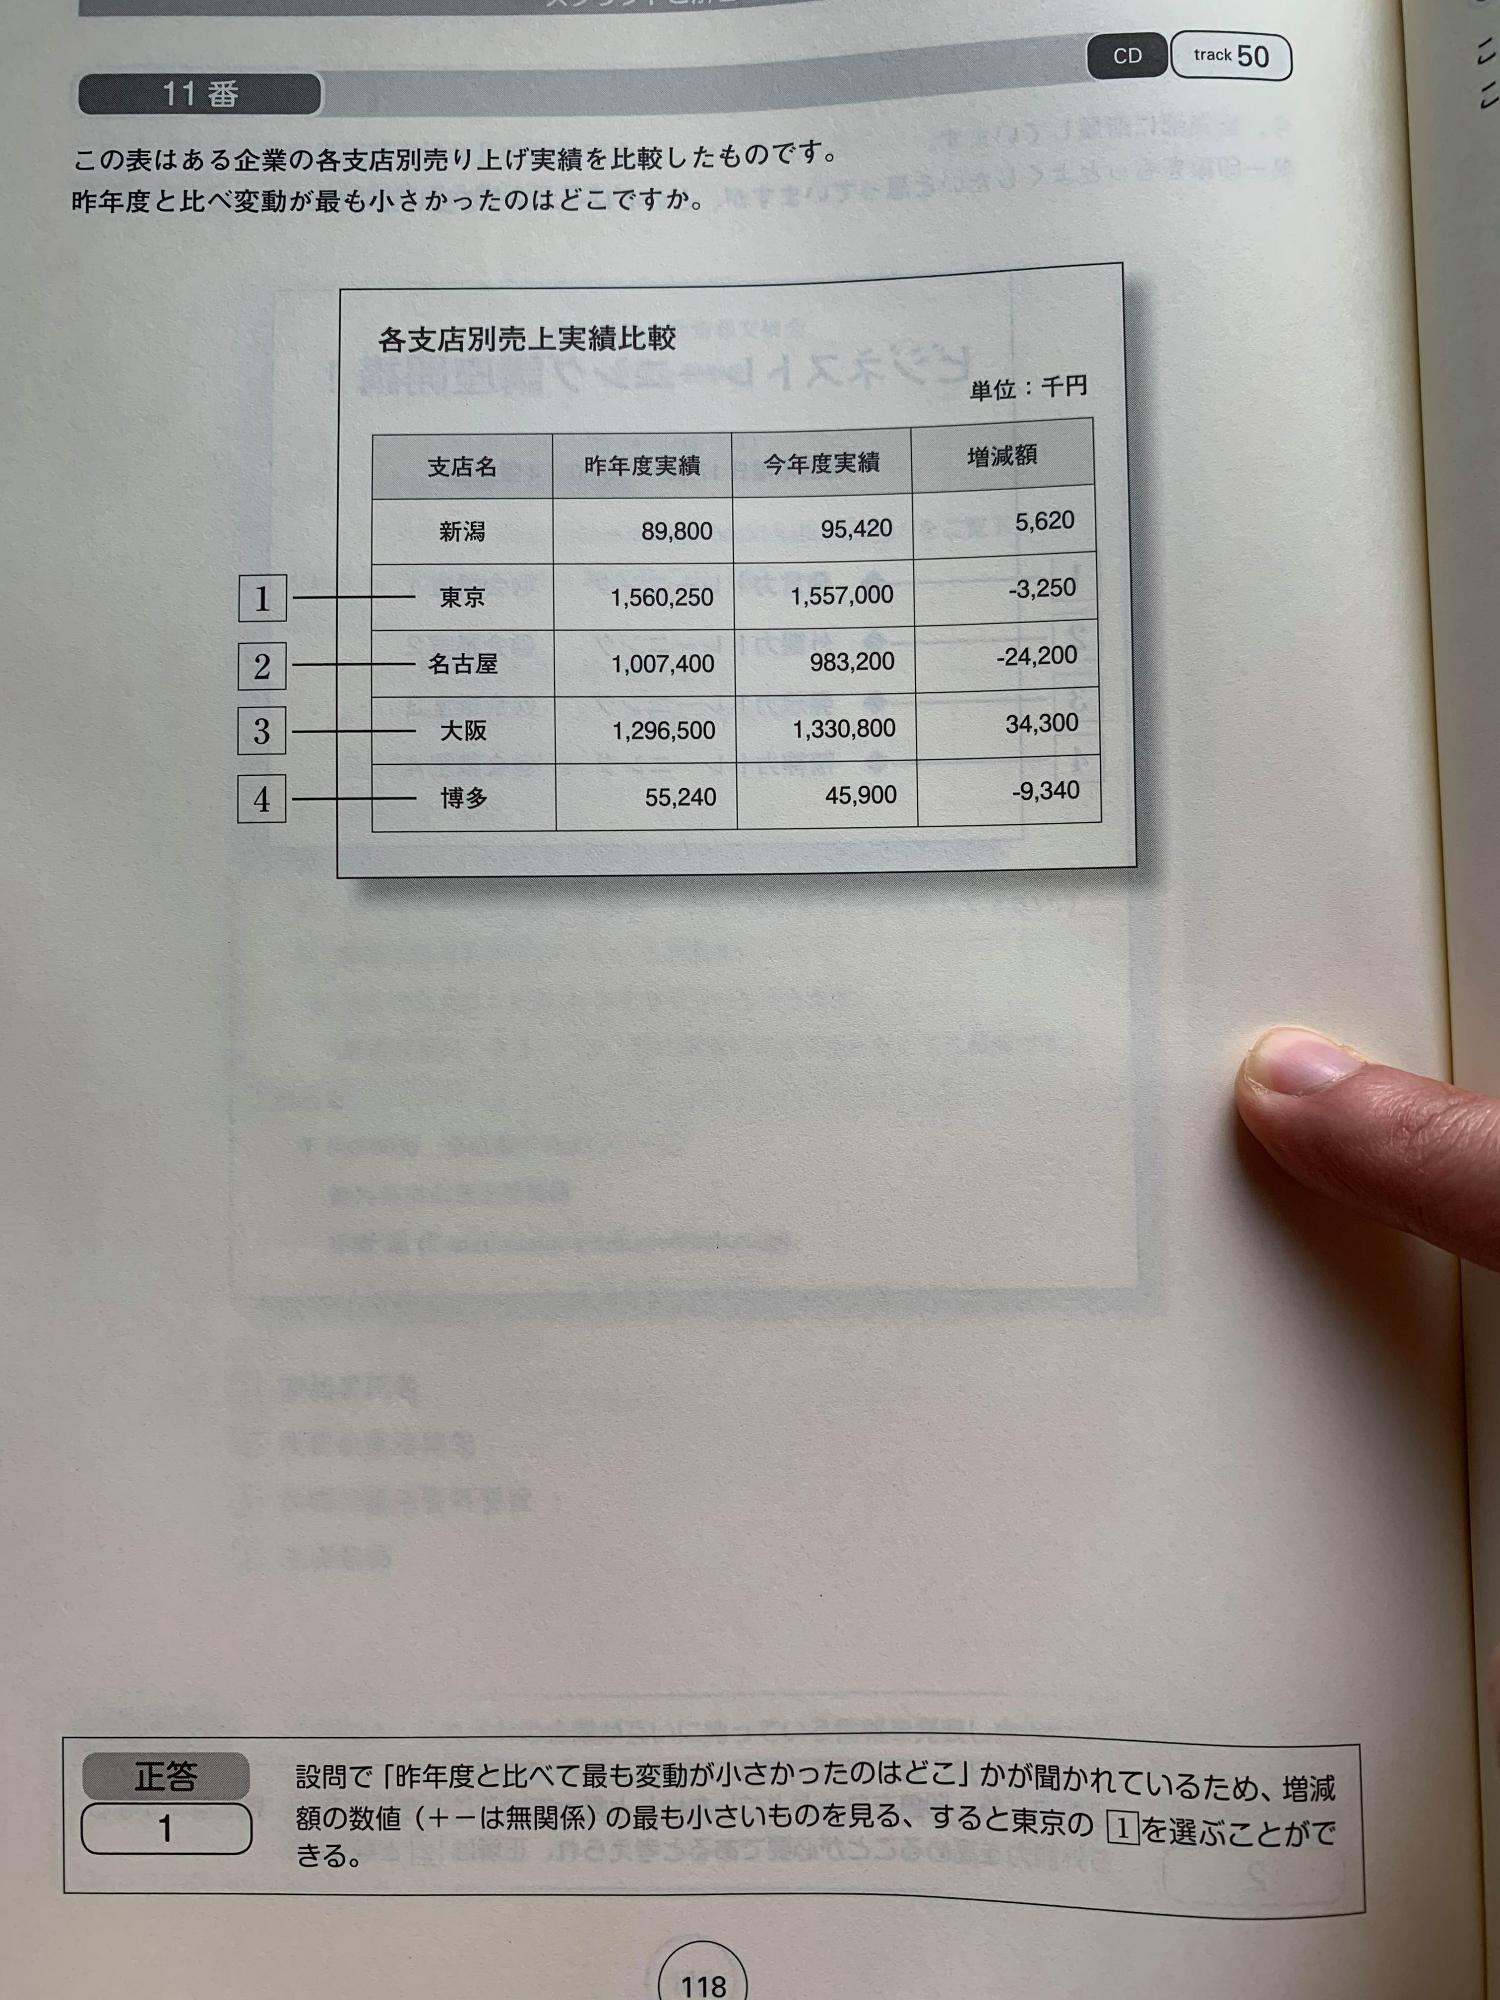 11番
CD track 50
この表はある企業の各支店別売り上げ実績を比較したものです。
昨年度と比べ変動が最も小さかったのはどこですか。
各支店別売上実績比較
単位：千円
支店名 昨年度実績 今年度実績 増減額
新潟 89,800 95,420 5,620
1 東京 1,560,250 1,557,000 -3,250
2 名古屋 1,007,400 983,200 -24,200
3 大阪 1,296,500 1,330,800 34,300
4 博多 55,240 45,900 -9,340
正答
1
設問で「昨年度と比べて最も変動が小さかったのはどこ」かが聞かれているため、増減
額の数値（＋－は無関係）の最も小さいものを見る、すると東京の 1 を選ぶことがで
きる。
118